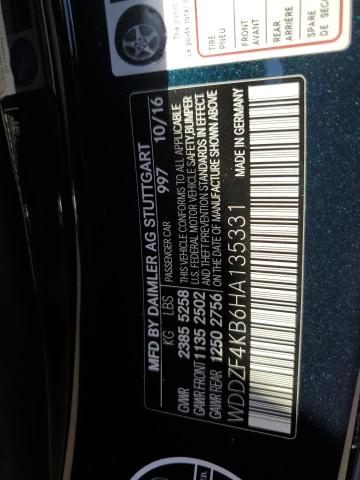 MFD BY DAIMLER AG STUTTGART 10/16
997
KG LBS
PASSENGER CAR
GVWR 2385 5258
GAWR FRONT 1135 2502
GAWR REAR 1250 2756
THIS VEHICLE CONFORMS TO ALL APPLICABLE
U.S. FEDERAL MOTOR VEHICLE SAFETY, BUMPER
AND THEFT PREVENTION STANDARDS IN EFFECT
ON THE DATE OF MANUFACTURE SHOWN ABOVE
MADE IN GERMANY
WDDZF4KB6HA135331
TIRE
PNEU
FRONT
AVANT
REAR
ARRIÈRE
SPARE
DE SEC